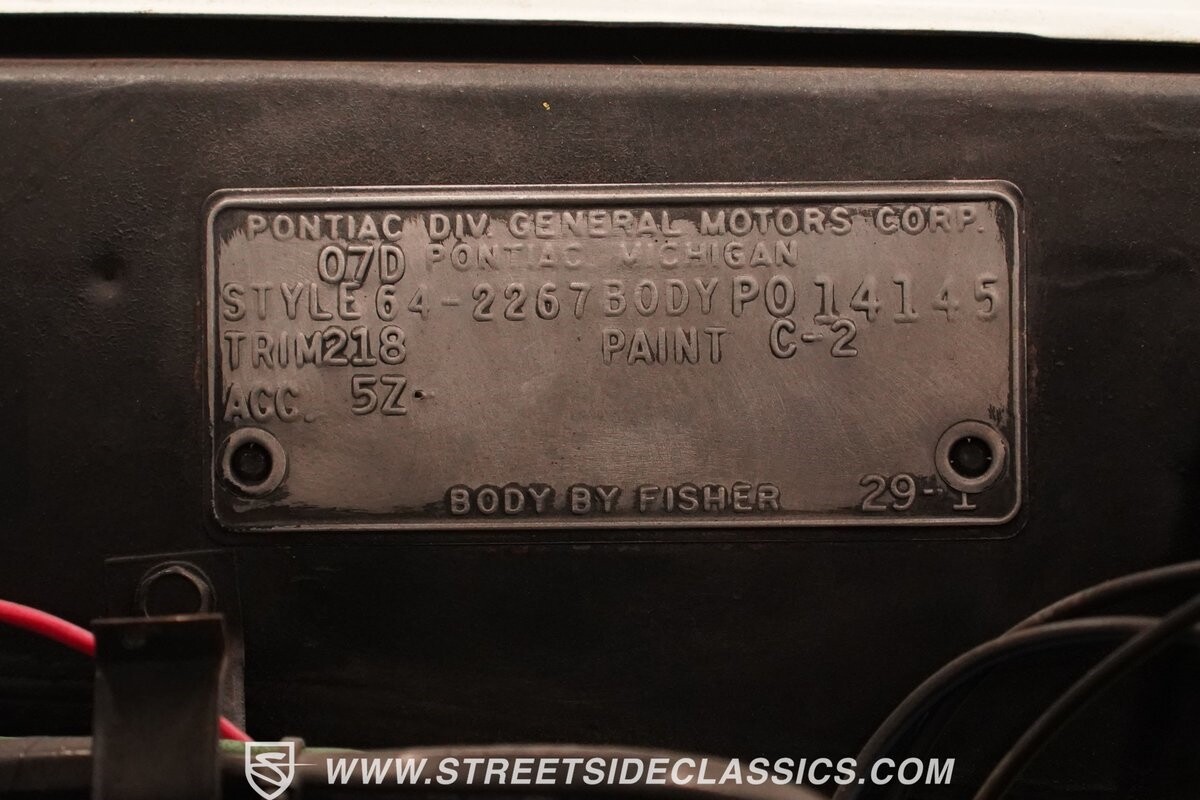 PONTIAC DIV. GENERAL MOTORS CORP.
07D PONTIAC MICHIGAN
STYLE 64-2267 BODY PO 14145
TRIM 218 PAINT C-2
ACC. 5Z
BODY BY FISHER 29-1
WWW.STREETSIDECLASSICS.COM